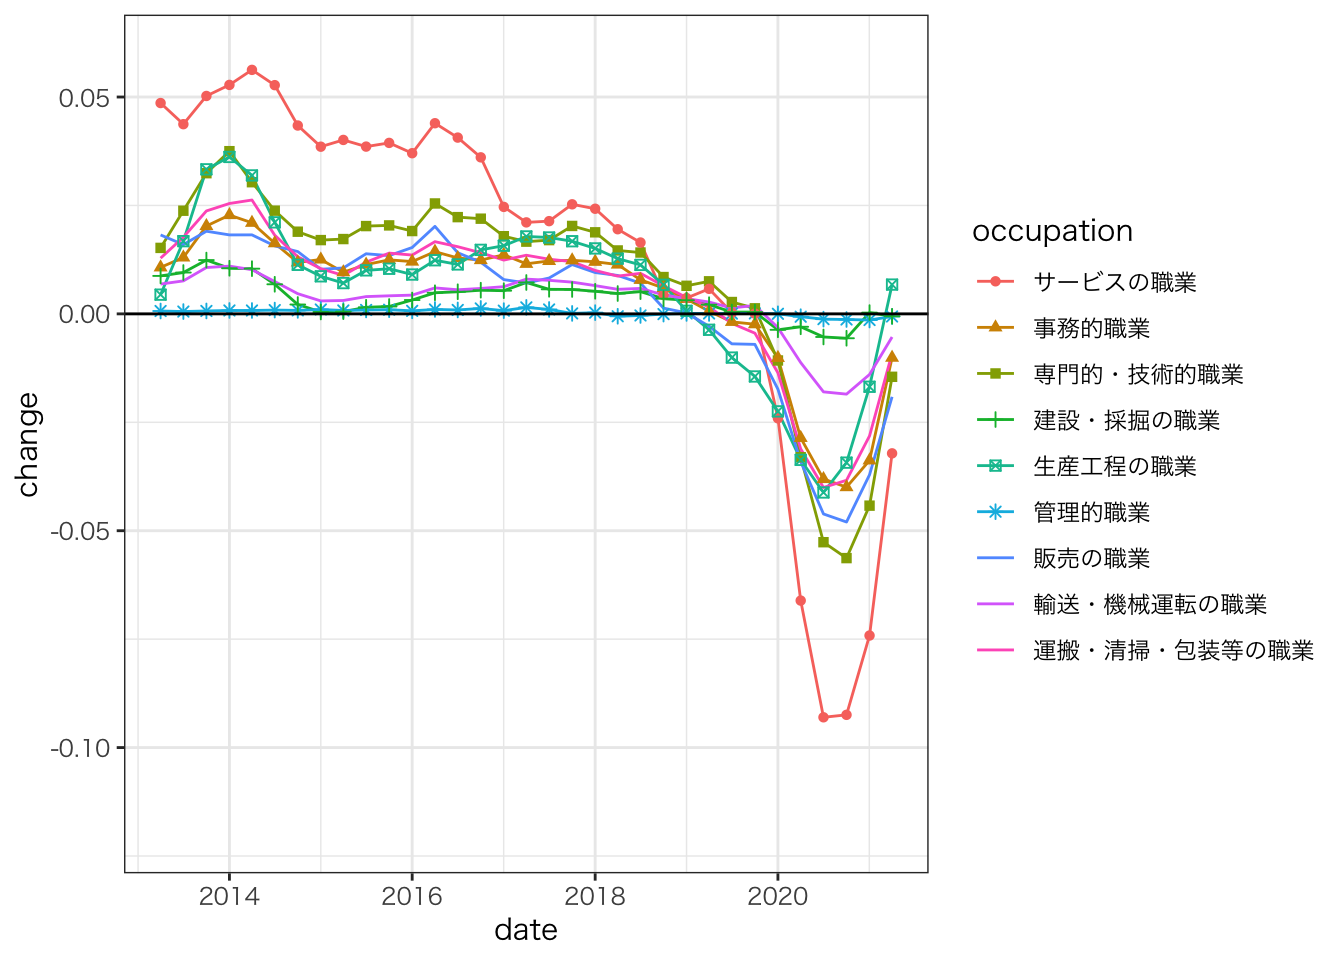 0.05
0.00
-0.05
-0.10
change
2014
2016
2018
2020
date
occupation
サービスの職業
事務的職業
専門的・技術的職業
建設・採掘の職業
生産工程の職業
管理的職業
販売の職業
輸送・機械運転の職業
運搬・清掃・包装等の職業